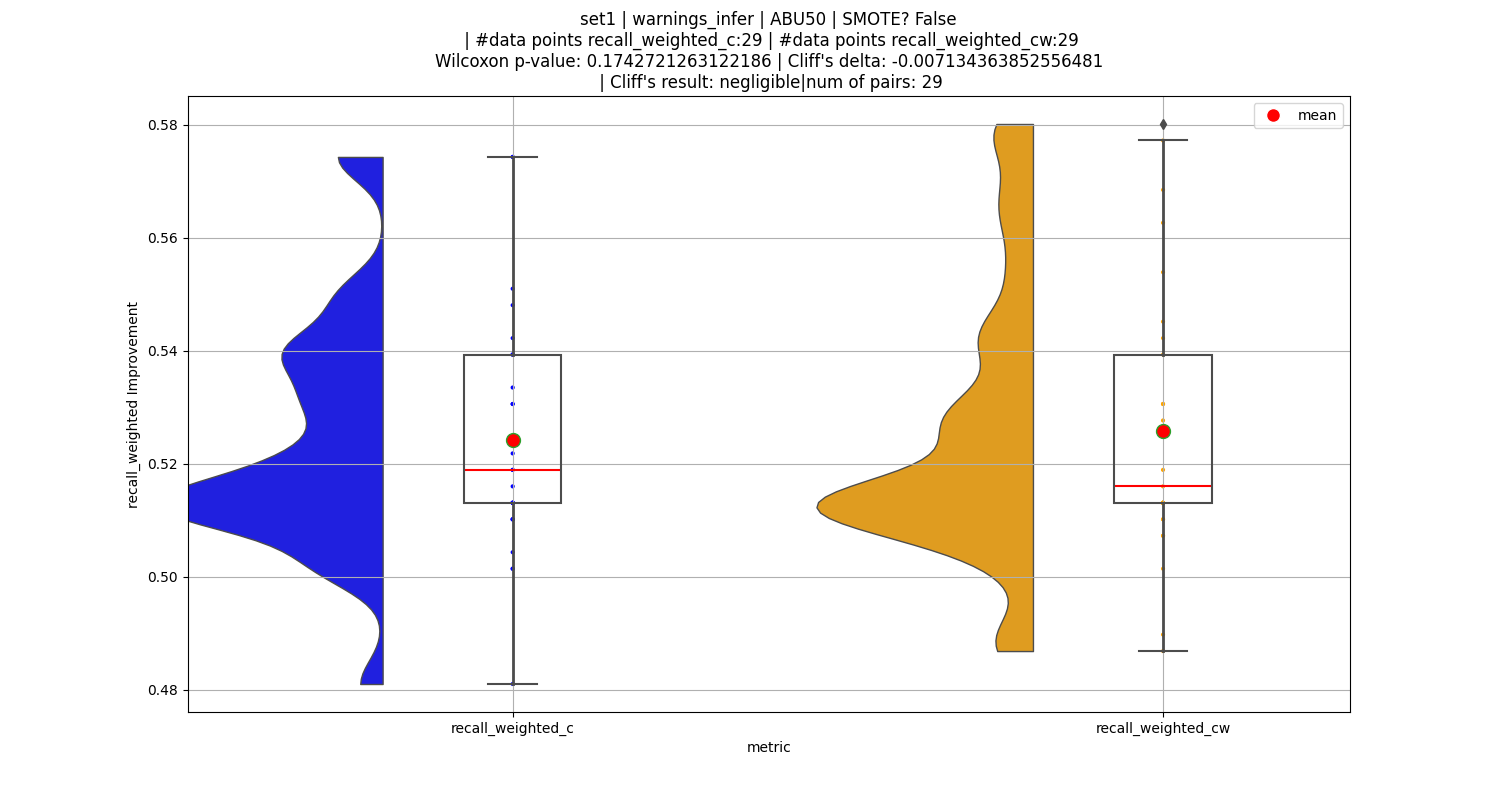 set1 | warnings_infer | ABU50 | SMOTE? False
| #data points recall_weighted_c:29 | #data points recall_weighted_cw:29
Wilcoxon p-value: 0.1742721263122186 | Cliff's delta: -0.007134363852556481
| Cliff's result: negligible|num of pairs: 29
mean
recall_weighted Improvement
0.58
0.56
0.54
0.52
0.50
0.48
recall_weighted_c
recall_weighted_cw
metric